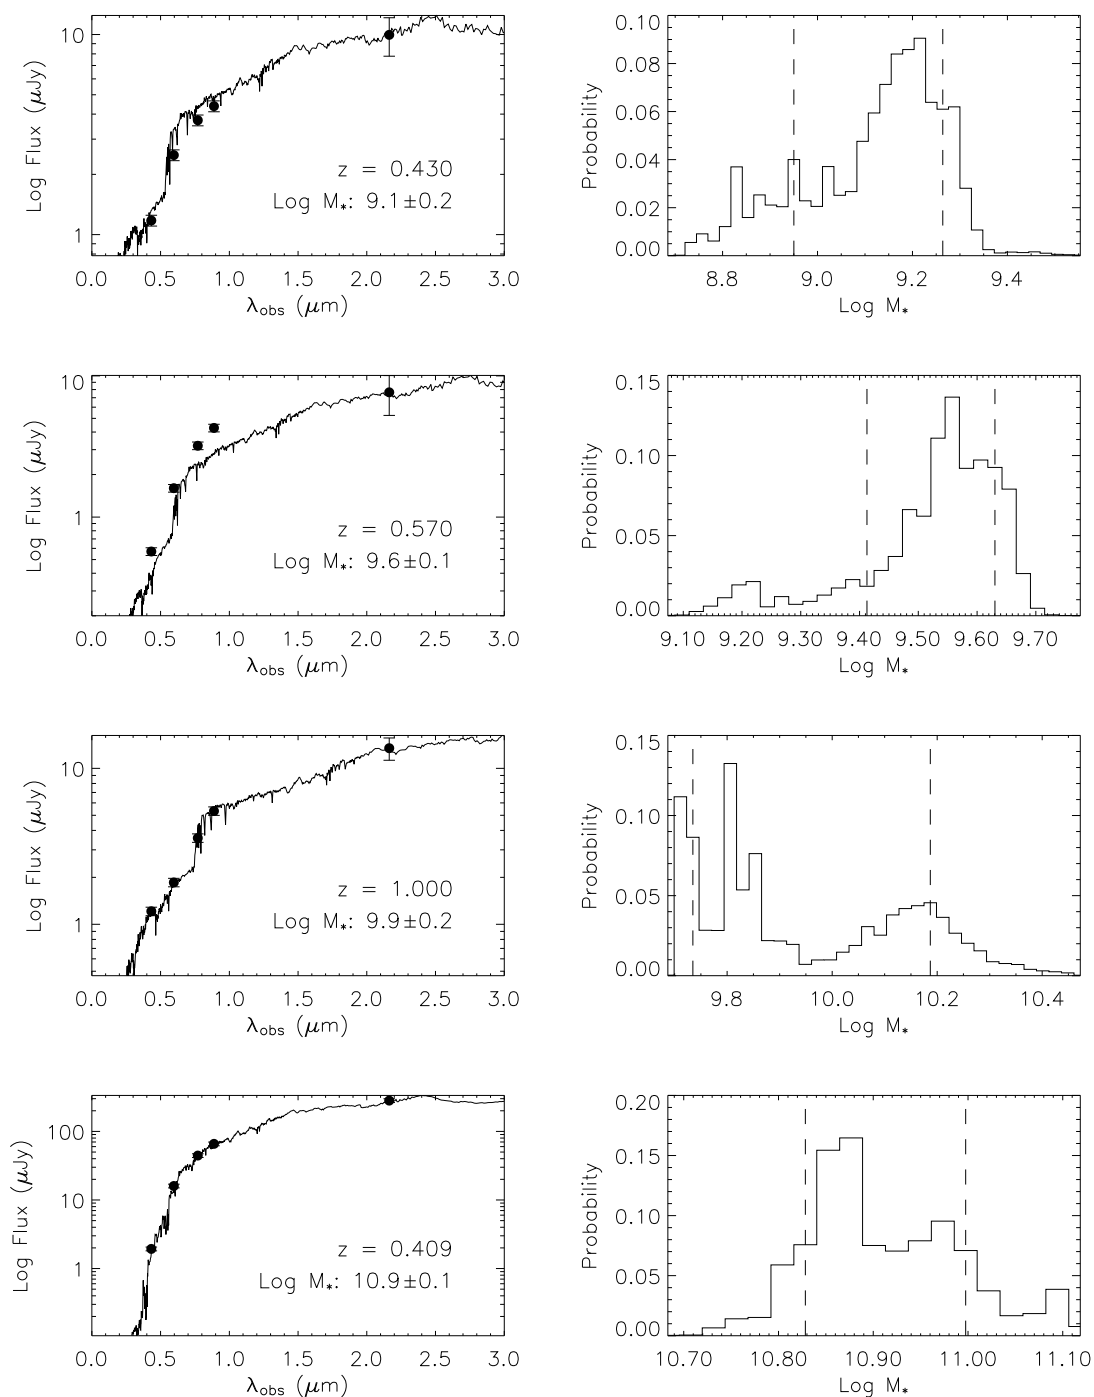 10
1
Log Flux (μJy)
z = 0.430
Log M*: 9.1±0.2
0.0 0.5 1.0 1.5 2.0 2.5 3.0
λobs (μm)
0.10
0.08
0.06
0.04
0.02
0.00
Probability
8.8 9.0 9.2 9.4
Log M*
10
1
Log Flux (μJy)
z = 0.570
Log M*: 9.6±0.1
0.0 0.5 1.0 1.5 2.0 2.5 3.0
λobs (μm)
0.15
0.10
0.05
0.00
Probability
9.10 9.20 9.30 9.40 9.50 9.60 9.70
Log M*
10
1
Log Flux (μJy)
z = 1.000
Log M*: 9.9±0.2
0.0 0.5 1.0 1.5 2.0 2.5 3.0
λobs (μm)
0.15
0.10
0.05
0.00
Probability
9.8 10.0 10.2 10.4
Log M*
100
10
1
Log Flux (μJy)
z = 0.409
Log M*: 10.9±0.1
0.0 0.5 1.0 1.5 2.0 2.5 3.0
λobs (μm)
0.20
0.15
0.10
0.05
0.00
Probability
10.70 10.80 10.90 11.00 11.10
Log M*